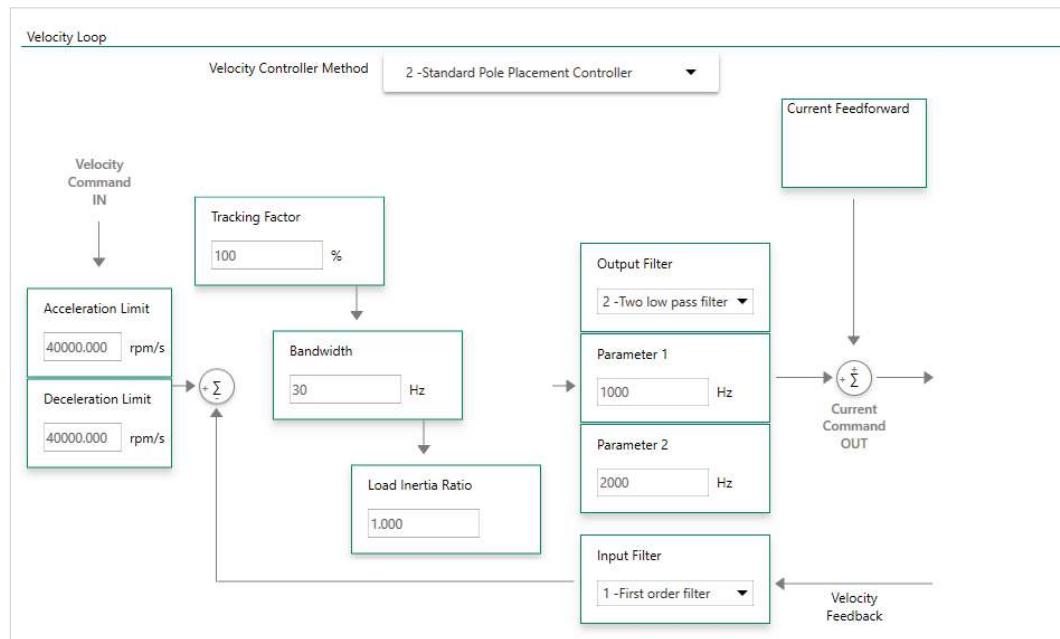 Velocity Loop
Velocity Controller Method
2 -Standard Pole Placement Controller
Current Feedforward
Velocity
Command
IN
Tracking Factor
100 %
Output Filter
2 -Two low pass filter
Acceleration Limit
40000.000 rpm/s
Bandwidth
30 Hz
Parameter 1
1000 Hz
+ Σ -
+ Σ +
Deceleration Limit
40000.000 rpm/s
Current
Command
OUT
Parameter 2
2000 Hz
Load Inertia Ratio
1.000
Input Filter
1 -First order filter
Velocity
Feedback